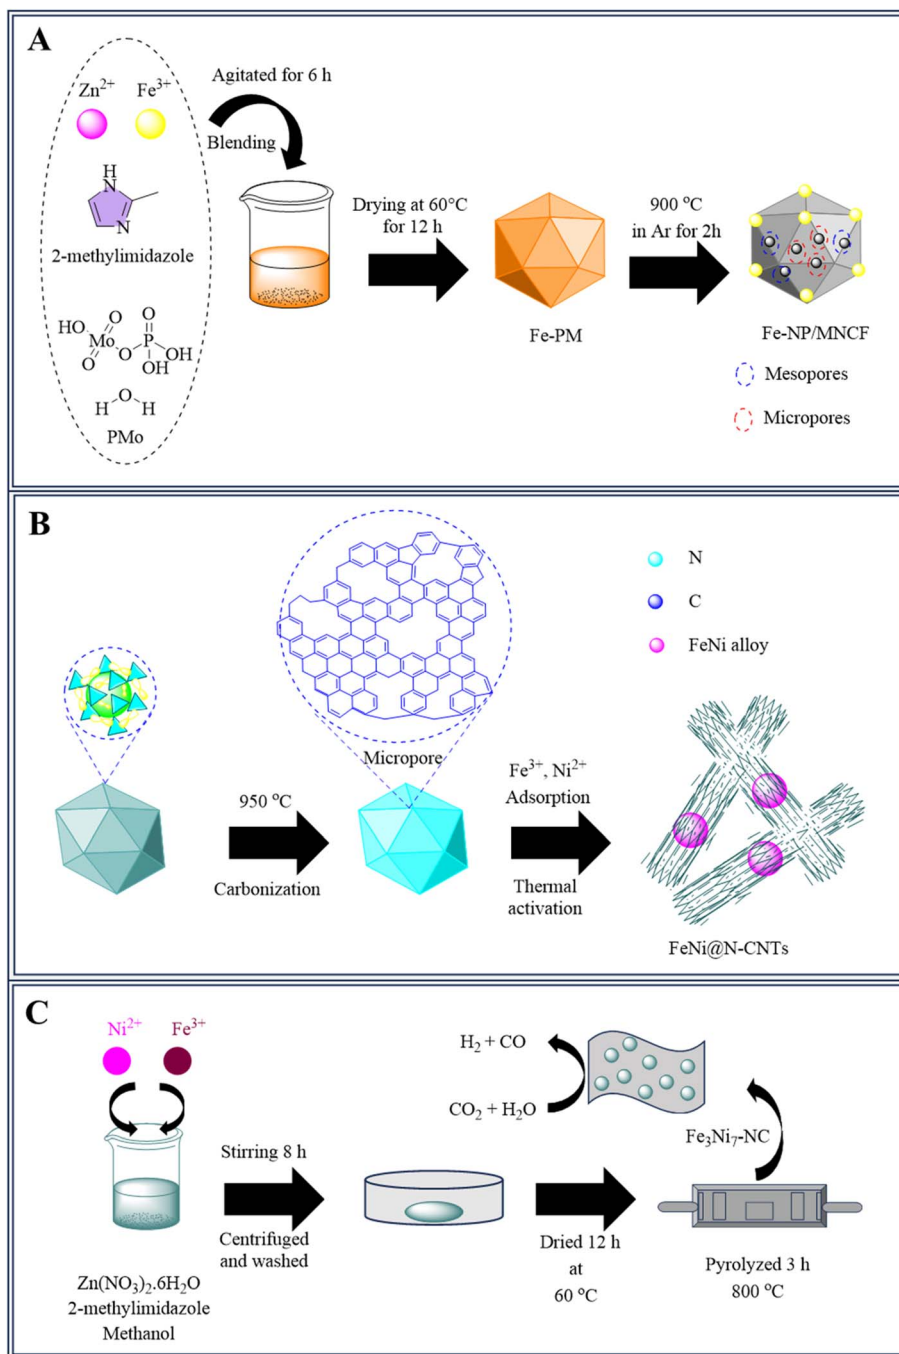 A
Zn2+ Fe3+
Agitated for 6 h
Blending
H
N
N
2-methylimidazole
Drying at 60°C
for 12 h
900 °C
in Ar for 2h
Fe-PM
Fe-NP/MNCF
O O
HO
Mo P
O O OH
OH
H O H
PMo
Mesopores
Micropores
B
N
C
FeNi alloy
Micropore
950 °C
Carbonization
Fe3+, Ni2+
Adsorption
Thermal
activation
FeNi@N-CNTs
C
Ni2+ Fe3+
H2 + CO
CO2 + H2O
Fe3Ni7-NC
Stirring 8 h
Centrifuged
and washed
Dried 12 h
at
60 °C
Pyrolyzed 3 h
800 °C
Zn(NO3)2.6H2O
2-methylimidazole
Methanol